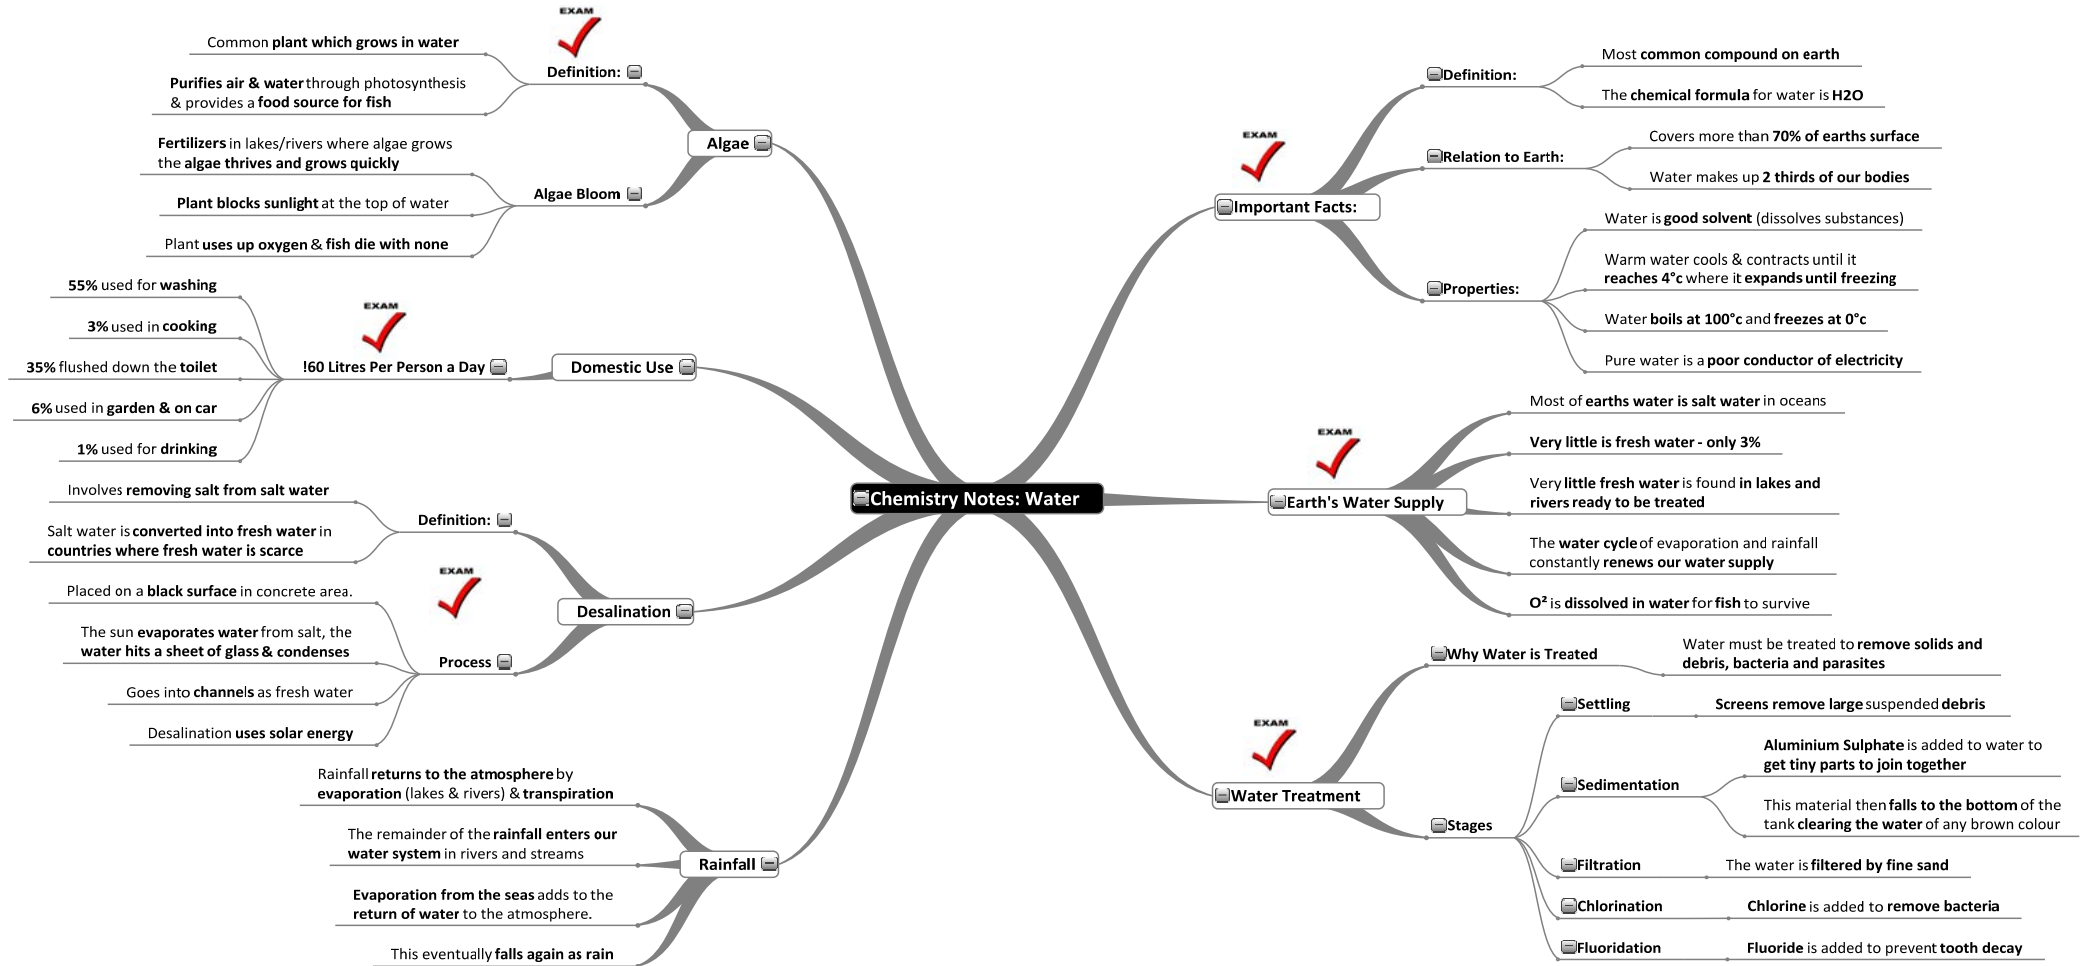 Chemistry Notes: Water
EXAM
Algae
Definition:
Common plant which grows in water
Purifies air & water through photosynthesis
& provides a food source for fish
Algae Bloom
Fertilizers in lakes/rivers where algae grows
the algae thrives and grows quickly
Plant blocks sunlight at the top of water
Plant uses up oxygen & fish die with none
Domestic Use
EXAM
!60 Litres Per Person a Day
55% used for washing
3% used in cooking
35% flushed down the toilet
6% used in garden & on car
1% used for drinking
Desalination
Definition:
Involves removing salt from salt water
Salt water is converted into fresh water in
countries where fresh water is scarce
EXAM
Process
Placed on a black surface in concrete area.
The sun evaporates water from salt, the
water hits a sheet of glass & condenses
Goes into channels as fresh water
Desalination uses solar energy
Rainfall
Rainfall returns to the atmosphere by
evaporation (lakes & rivers) & transpiration
The remainder of the rainfall enters our
water system in rivers and streams
Evaporation from the seas adds to the
return of water to the atmosphere.
This eventually falls again as rain
EXAM
Important Facts:
Definition:
Most common compound on earth
The chemical formula for water is H2O
Relation to Earth:
Covers more than 70% of earths surface
Water makes up 2 thirds of our bodies
Properties:
Water is good solvent (dissolves substances)
Warm water cools & contracts until it
reaches 4°c where it expands until freezing
Water boils at 100°c and freezes at 0°c
Pure water is a poor conductor of electricity
EXAM
Earth's Water Supply
Most of earths water is salt water in oceans
Very little is fresh water - only 3%
Very little fresh water is found in lakes and
rivers ready to be treated
The water cycle of evaporation and rainfall
constantly renews our water supply
O² is dissolved in water for fish to survive
EXAM
Water Treatment
Why Water is Treated
Water must be treated to remove solids and
debris, bacteria and parasites
Stages
Settling
Screens remove large suspended debris
Sedimentation
Aluminium Sulphate is added to water to
get tiny parts to join together
This material then falls to the bottom of the
tank clearing the water of any brown colour
Filtration
The water is filtered by fine sand
Chlorination
Chlorine is added to remove bacteria
Fluoridation
Fluoride is added to prevent tooth decay